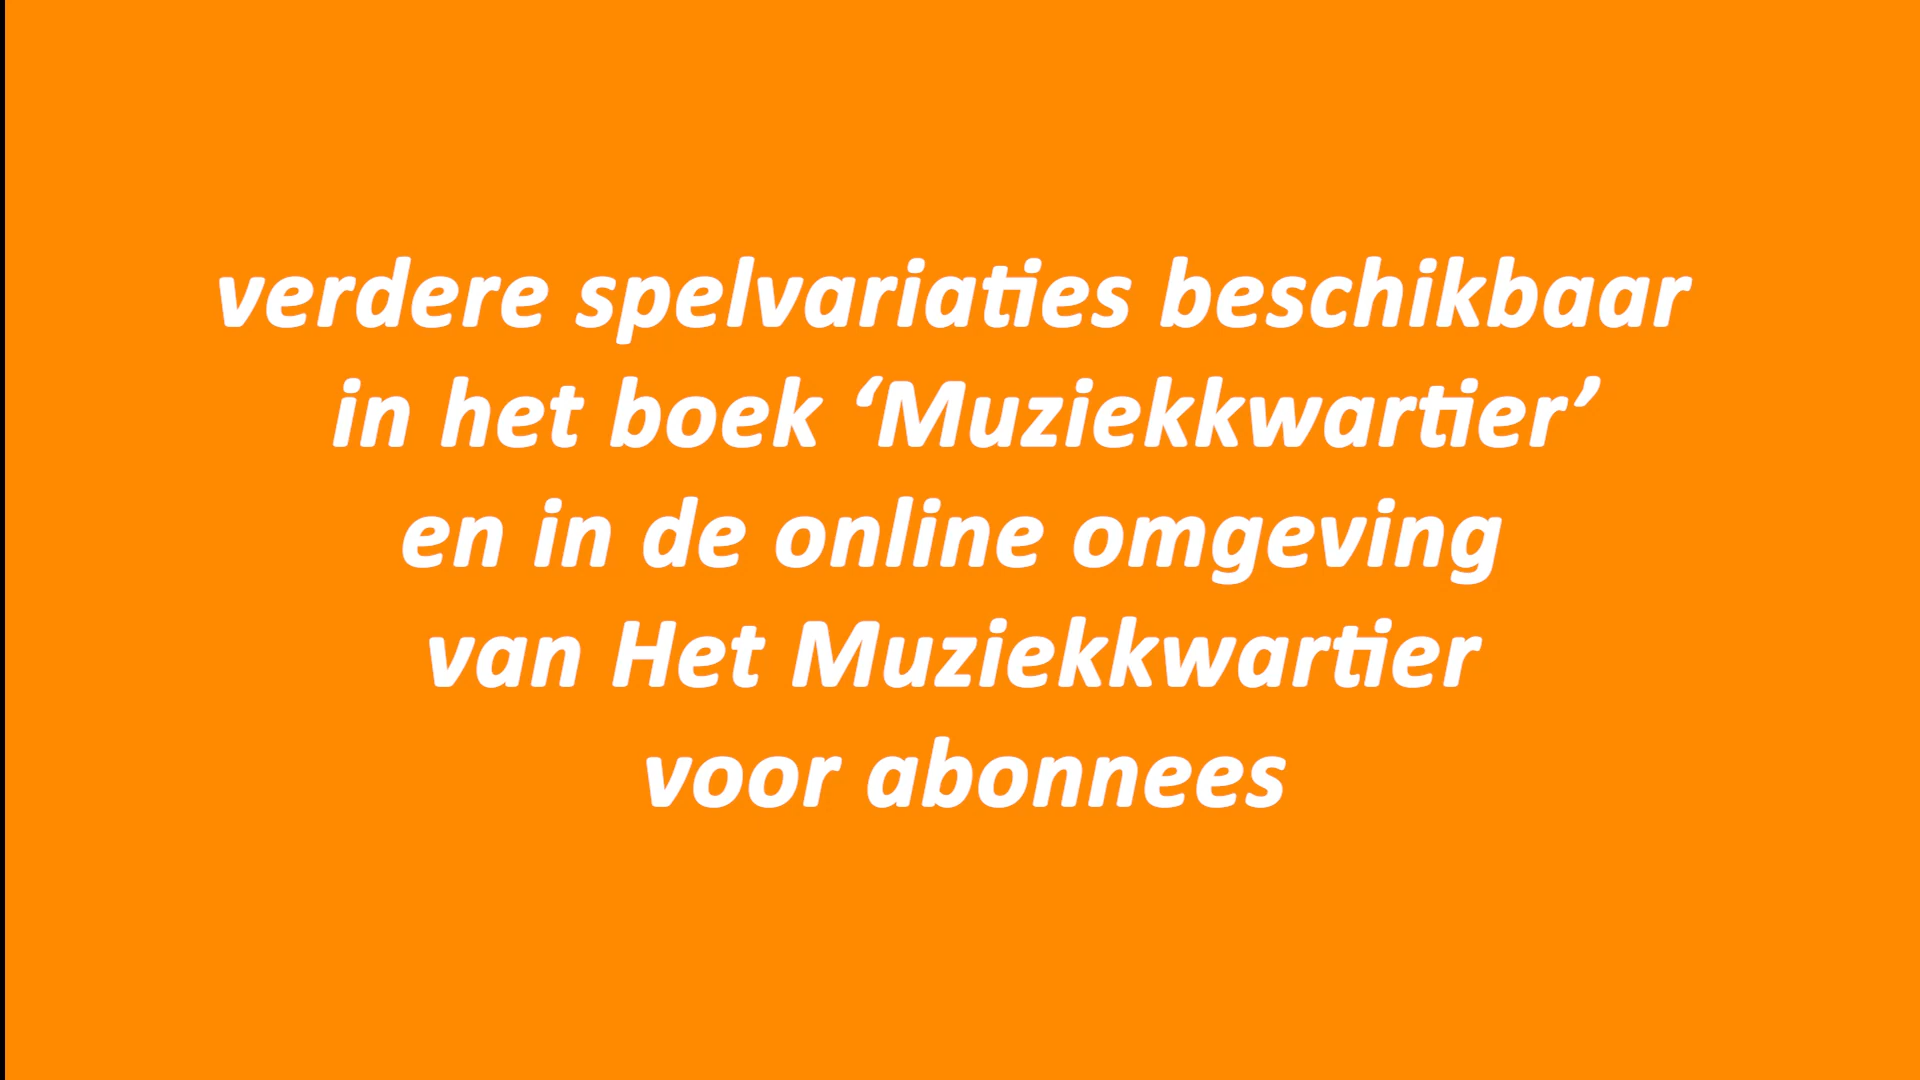 verdere spelvariaties beschikbaar
in het boek ‘Muziekkwartier’
en in de online omgeving
van Het Muziekkwartier
voor abonnees